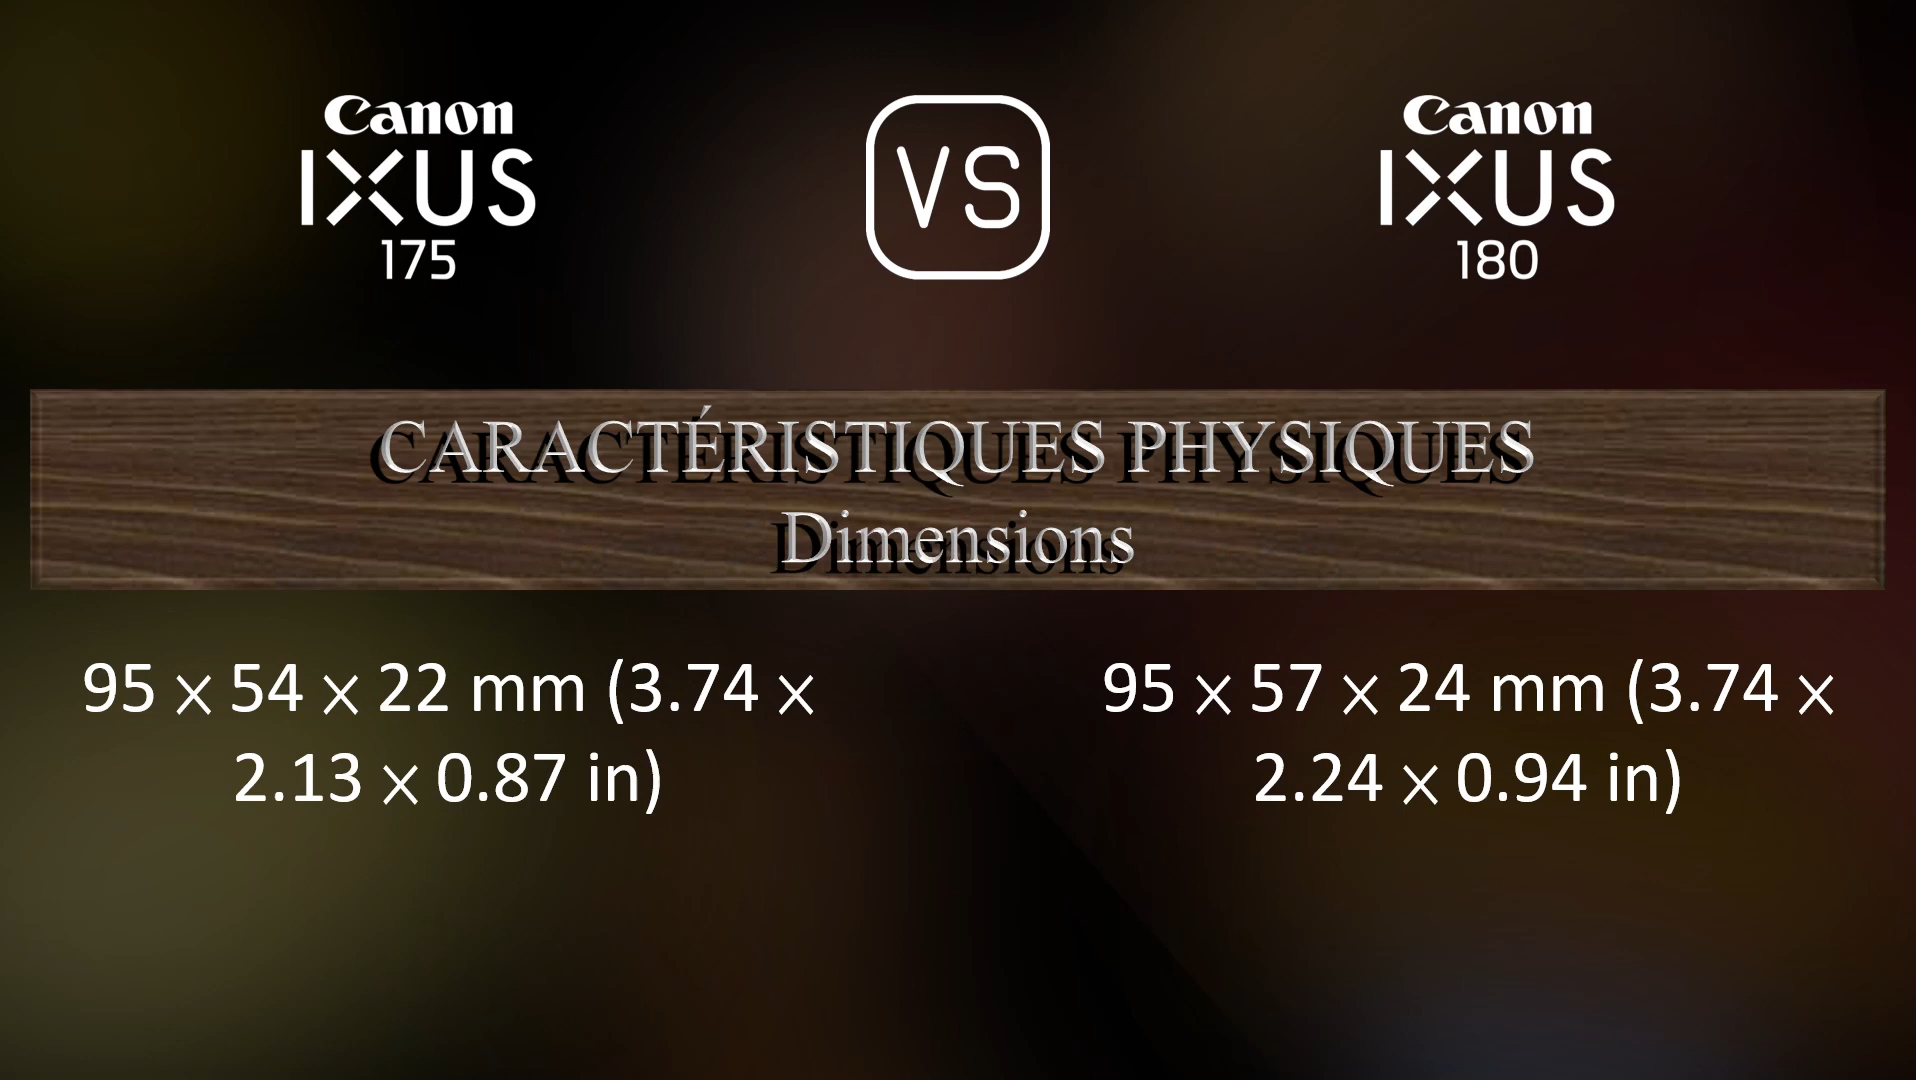 Canon
IXUS
175
VS
Canon
IXUS
180
CARACTÉRISTIQUES PHYSIQUES
Dimensions
95 x 54 x 22 mm (3.74 x
2.13 x 0.87 in)
95 x 57 x 24 mm (3.74 x
2.24 x 0.94 in)